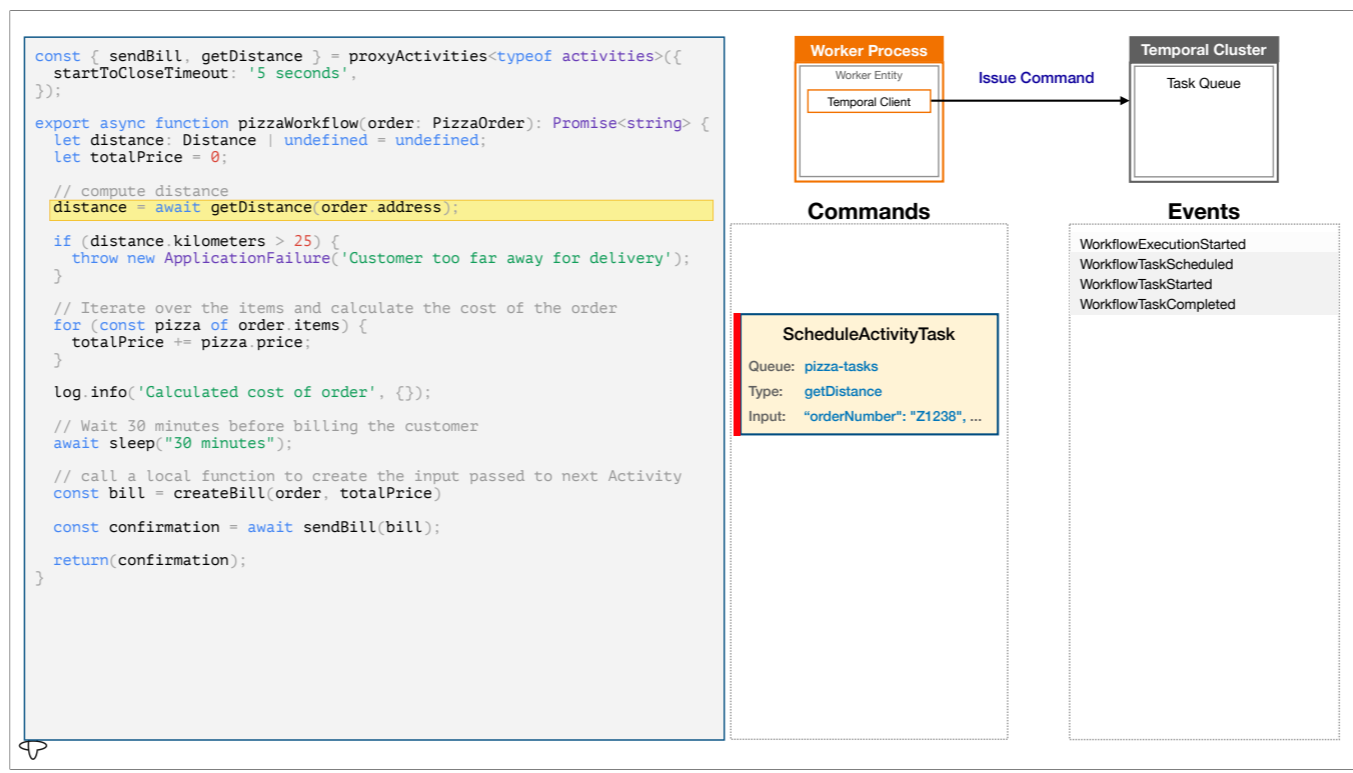 const { sendBill, getDistance } = proxyActivities<typeof activities>({
  startToCloseTimeout: '5 seconds',
});
export async function pizzaWorkflow(order: PizzaOrder): Promise<string> {
  let distance: Distance | undefined = undefined;
  let totalPrice = 0;
  // compute distance
  distance = await getDistance(order.address);
  if (distance.kilometers > 25) {
    throw new ApplicationFailure('Customer too far away for delivery');
  }
  // Iterate over the items and calculate the cost of the order
  for (const pizza of order.items) {
    totalPrice += pizza.price;
  }
  log.info('Calculated cost of order', {});
  // Wait 30 minutes before billing the customer
  await sleep("30 minutes");
  // call a local function to create the input passed to next Activity
  const bill = createBill(order, totalPrice)
  const confirmation = await sendBill(bill);
  return(confirmation);
}
Worker Process
Worker Entity
Temporal Client
Issue Command
Temporal Cluster
Task Queue
Commands
ScheduleActivityTask
Queue: pizza-tasks
Type: getDistance
Input: “orderNumber": "Z1238", ...
Events
WorkflowExecutionStarted
WorkflowTaskScheduled
WorkflowTaskStarted
WorkflowTaskCompleted